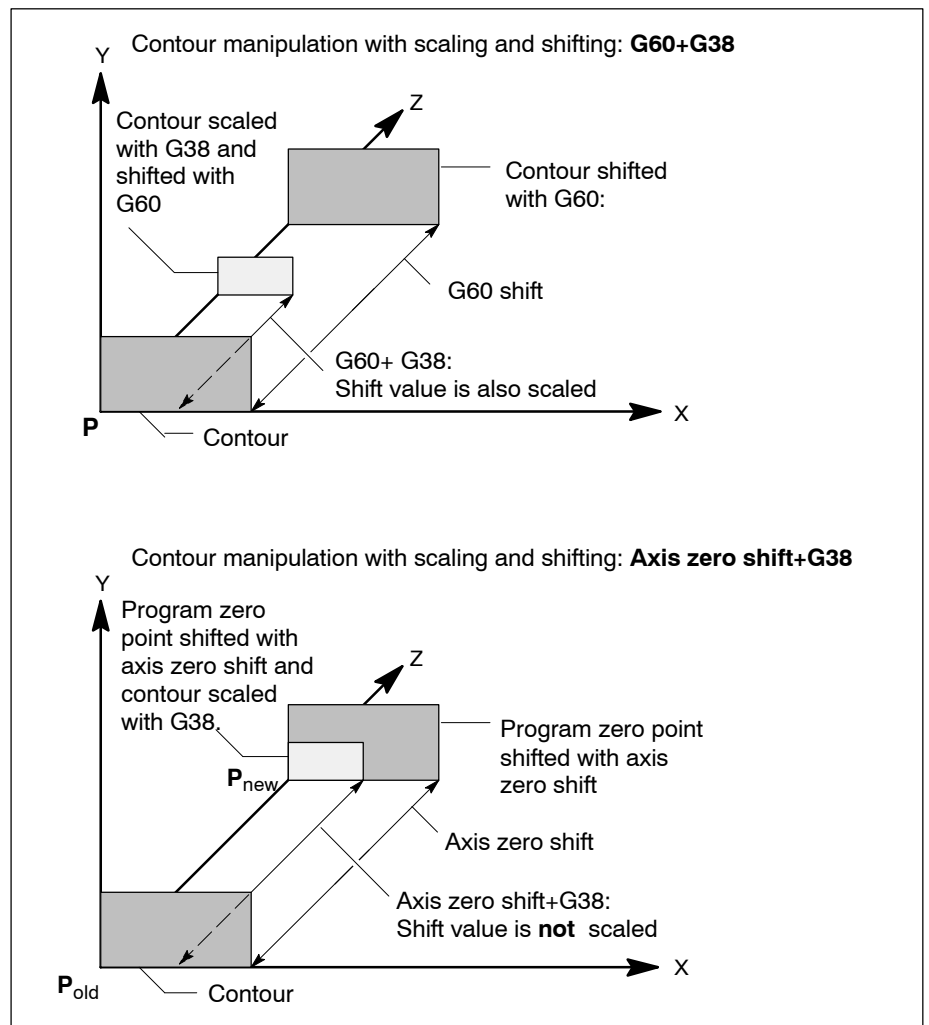 Contour manipulation with scaling and shifting: G60+G38
Y
Z
Contour scaled
with G38 and
shifted with
G60
Contour shifted
with G60:
G60 shift
G60+ G38:
Shift value is also scaled
X
P
Contour
Contour manipulation with scaling and shifting: Axis zero shift+G38
Y
Program zero
point shifted with
axis zero shift and
contour scaled
with G38.
Z
Program zero point
shifted with axis
zero shift
Pnew
Axis zero shift
Axis zero shift+G38:
Shift value is not scaled
X
Pold
Contour